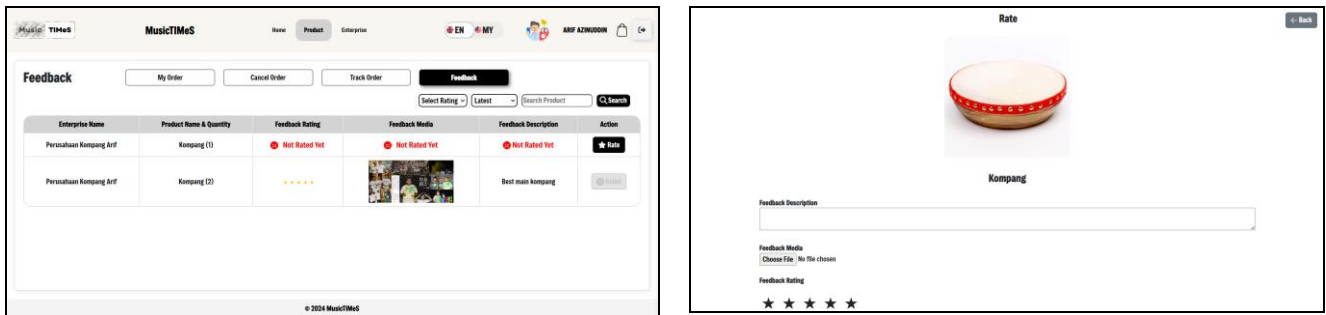 Music TIMeS MusicTIMeS Home Product Enterprise EN MY ARIF AZINUDDIN
Feedback My Order Cancel Order Track Order Feedback
Select Rating Latest Search Product Search
Enterprise Name Product Name & Quantity Feedback Rating Feedback Media Feedback Description Action
Perusahaan Kompang Arif Kompang (1) Not Rated Yet Not Rated Yet Not Rated Yet Rate
Perusahaan Kompang Arif Kompang (2) Best main kompang Rated
© 2024 MusicTIMeS
Rate Back
Kompang
Feedback Description
Feedback Media
Choose File No file chosen
Feedback Rating